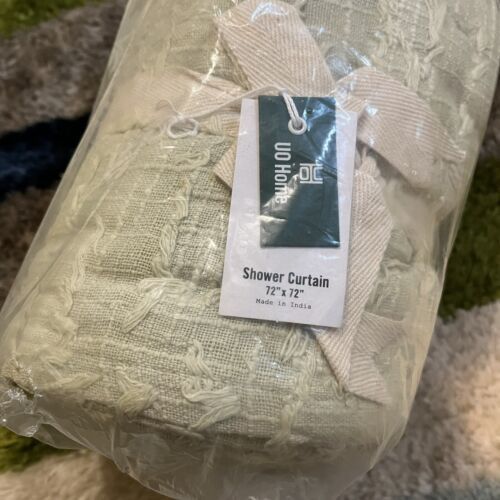 UO Home
Shower Curtain
72" x 72"
Made in India